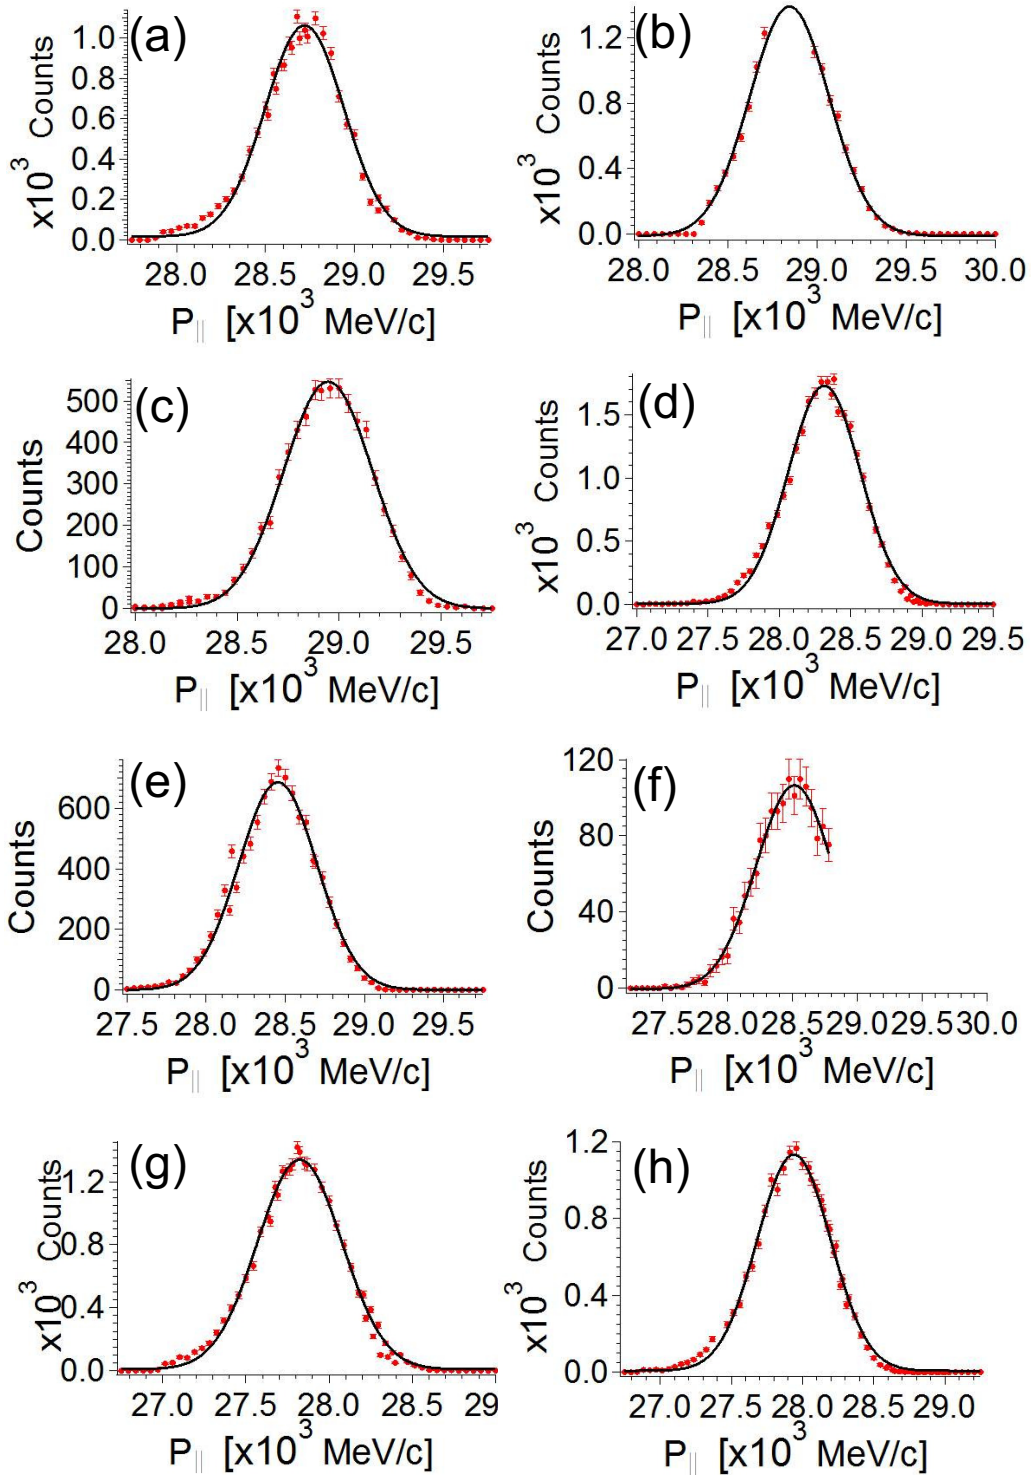 (a)
x10³ Counts
1.0
0.8
0.6
0.4
0.2
0.0
28.0 28.5 29.0 29.5
P|| [x10³ MeV/c]
(b)
x10³ Counts
1.2
0.8
0.4
0.0
28.0 28.5 29.0 29.5 30.0
P|| [x10³ MeV/c]
(c)
Counts
500
400
300
200
100
0
28.0 28.5 29.0 29.5
P|| [x10³ MeV/c]
(d)
x10³ Counts
1.5
1.0
0.5
0.0
27.0 27.5 28.0 28.5 29.0 29.5
P|| [x10³ MeV/c]
(e)
Counts
600
400
200
0
27.5 28.0 28.5 29.0
P|| [x10³ MeV/c]
(f)
Counts
120
80
40
0
27.5 28.0 28.5 29.0 29.5 30.0
P|| [x10³ MeV/c]
(g)
x10³ Counts
1.2
0.8
0.4
0.0
27.0 27.5 28.0 28.5 29
P|| [x10³ MeV/c]
(h)
x10³ Counts
1.2
0.8
0.4
0.0
27.0 27.5 28.0 28.5 29.0
P|| [x10³ MeV/c]